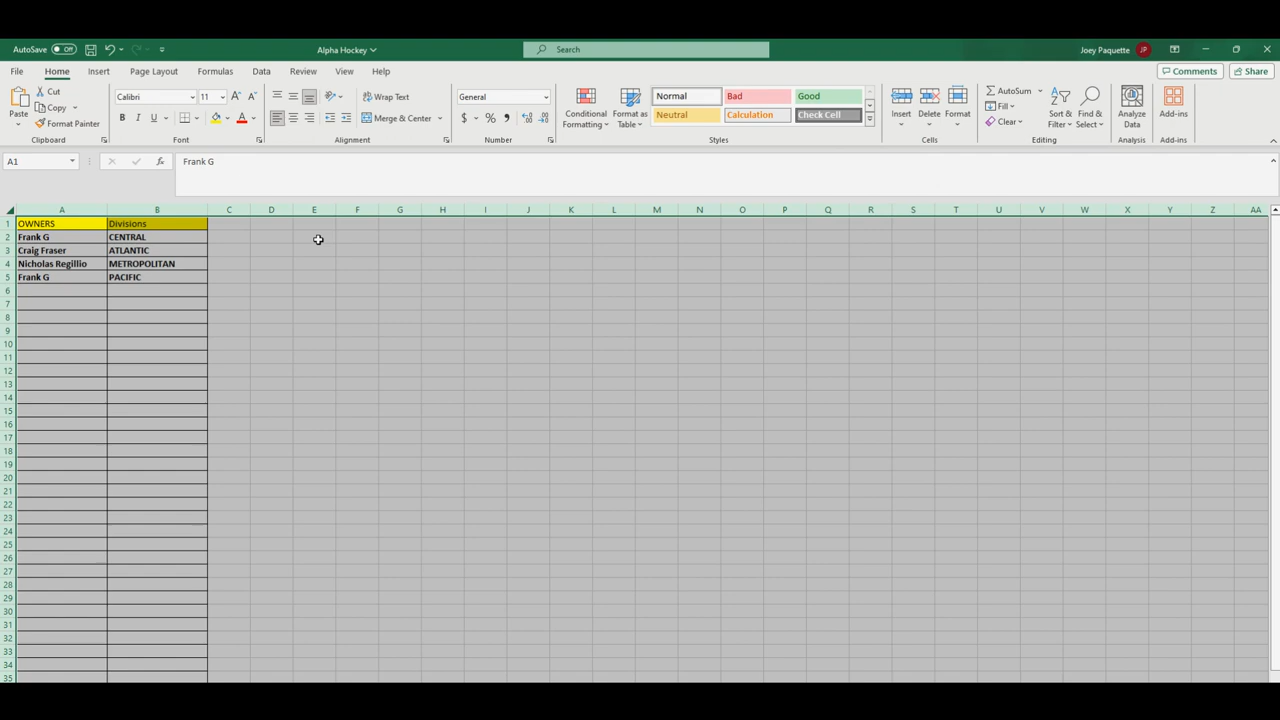 AutoSave Off Alpha Hockey Search Joey Paquette JP
File Home Insert Page Layout Formulas Data Review View Help Comments Share
Paste Cut Copy Format Painter Clipboard
Calibri 11 B I U A Font
Wrap Text Merge & Center Alignment
General $ % , Number
Conditional Formatting Format as Table Normal Bad Good Neutral Calculation Check Cell Styles
Insert Delete Format Cells
AutoSum Fill Clear Sort & Filter Find & Select Editing
Analyze Data Analysis Add-ins Add-ins
A1 fx Frank G
A B C D E F G H I J K L M N O P Q R S T U V W X Y Z AA
1 OWNERS Divisions
2 Frank G CENTRAL
3 Craig Fraser ATLANTIC
4 Nicholas Regillio METROPOLITAN
5 Frank G PACIFIC
6
7
8
9
10
11
12
13
14
15
16
17
18
19
20
21
22
23
24
25
26
27
28
29
30
31
32
33
34
35